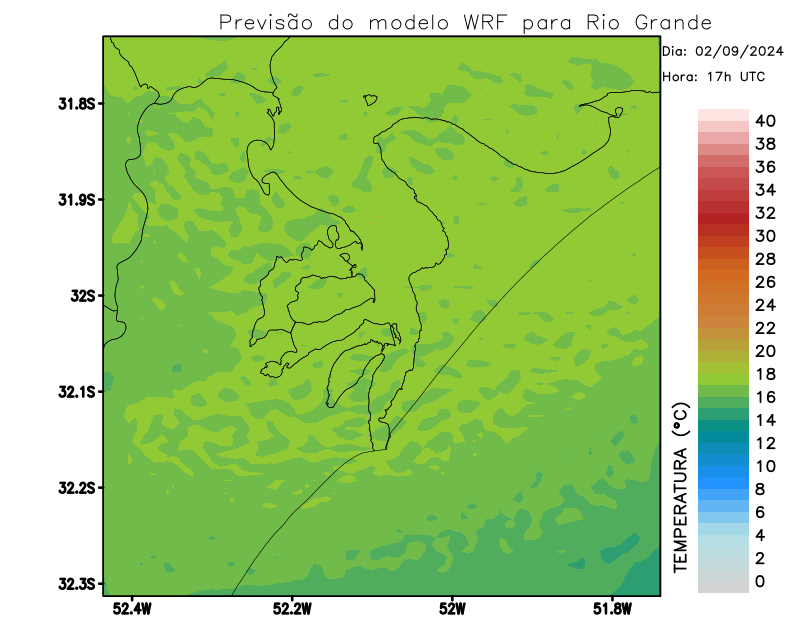 Previsão do modelo WRF para Rio Grande
Dia: 02/09/2024
Hora: 17h UTC
31.8S
31.9S
32S
32.1S
32.2S
32.3S
52.4W
52.2W
52W
51.8W
TEMPERATURA (°C)
40
38
36
34
32
30
28
26
24
22
20
18
16
14
12
10
8
6
4
2
0